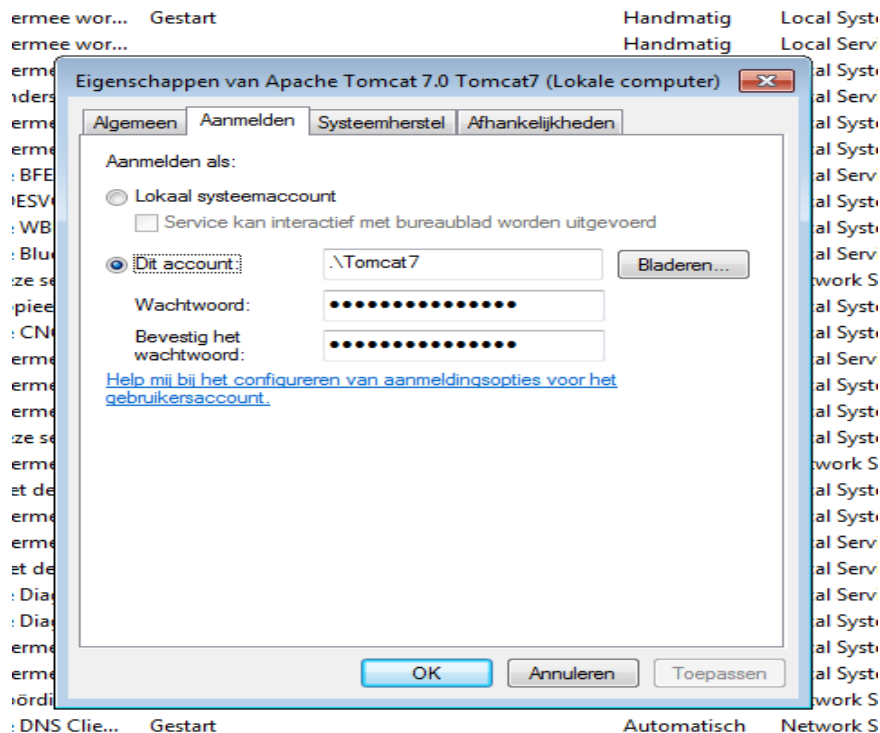 ermee wor... Gestart Handmatig Local Syst
ermee wor... Handmatig Local Serv
Eigenschappen van Apache Tomcat 7.0 Tomcat7 (Lokale computer)
Algemeen Aanmelden Systeemherstel Afhankelijkheden
Aanmelden als:
Lokaal systeemaccount
Service kan interactief met bureaublad worden uitgevoerd
Dit account: .\Tomcat7 Bladeren...
Wachtwoord: ●●●●●●●●●●●●●●●
Bevestig het
wachtwoord: ●●●●●●●●●●●●●●●
Help mij bij het configureren van aanmeldingsopties voor het
gebruikersaccount.
OK Annuleren Toepassen
DNS Clie... Gestart Automatisch Network S